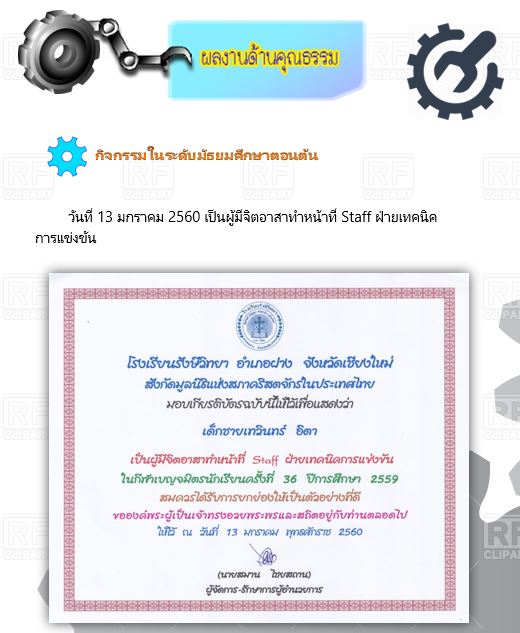 ผลงานด้านคุณธรรม
กิจกรรมในระดับมัธยมศึกษาตอนต้น
วันที่ 13 มกราคม 2560 เป็นผู้มีจิตอาสาทำหน้าที่ Staff ฝ่ายเทคนิค
การแข่งขัน
โรงเรียนรังษีวิทยา อำเภอฝาง จังหวัดเชียงใหม่
สังกัดมูลนิธิแห่งสภาคริสตจักรในประเทศไทย
มอบเกียรติบัตรฉบับนี้ให้ไว้เพื่อแสดงว่า
เด็กชายเทวินทร์ อิตา
เป็นผู้มีจิตอาสาทำหน้าที่ Staff ฝ่ายเทคนิคการแข่งขัน
ในกีฬาเบญจมิตรนักเรียนครั้งที่ 36 ปีการศึกษา 2559
สมควรได้รับการยกย่องให้เป็นตัวอย่างที่ดี
ขอองค์พระผู้เป็นเจ้าทรงอวยพระพรและสถิตอยู่กับท่านตลอดไป
ให้ไว้ ณ วันที่ 13 มกราคม พุทธศักราช 2560
(นายสมาน ไชยสถาน)
ผู้จัดการ-รักษาการผู้อำนวยการ
RF
CLIPART